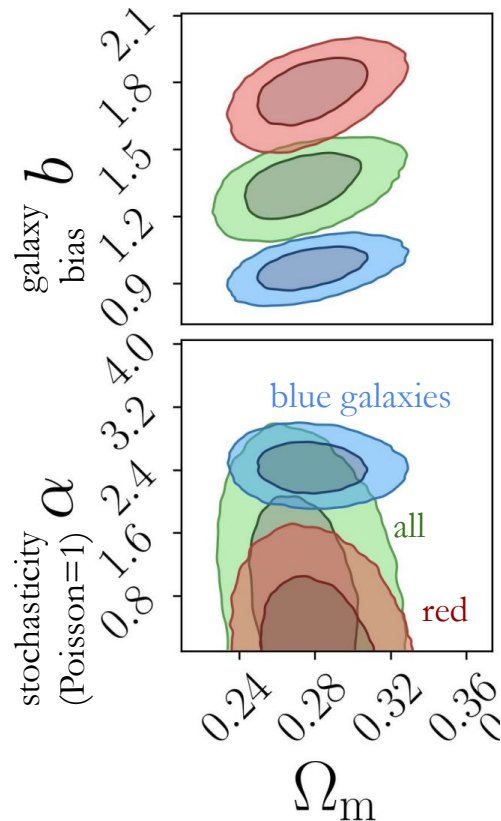 2.1
1.8
1.5
1.2
0.9
galaxy
bias
b
4.0
3.2
2.4
1.6
0.8
stochasticity
(Poisson=1)
α
blue galaxies
all
red
0.24
0.28
0.32
0.36
Ωm